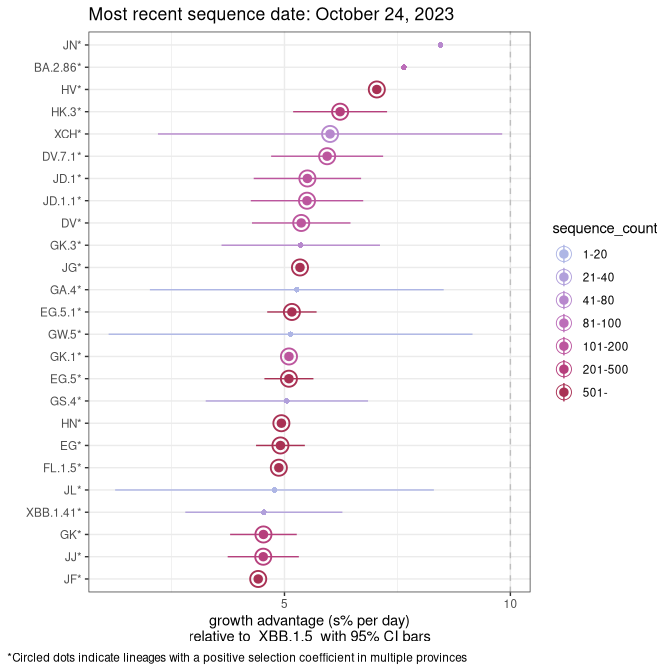 Most recent sequence date: October 24, 2023
JN*
BA.2.86*
HV*
HK.3*
XCH*
DV.7.1*
JD.1*
JD.1.1*
DV*
GK.3*
JG*
GA.4*
EG.5.1*
GW.5*
GK.1*
EG.5*
GS.4*
HN*
EG*
FL.1.5*
JL*
XBB.1.41*
GK*
JJ*
JF*
5
10
growth advantage (s% per day)
relative to XBB.1.5 with 95% CI bars
sequence_count
1-20
21-40
41-80
81-100
101-200
201-500
501-
*Circled dots indicate lineages with a positive selection coefficient in multiple provinces